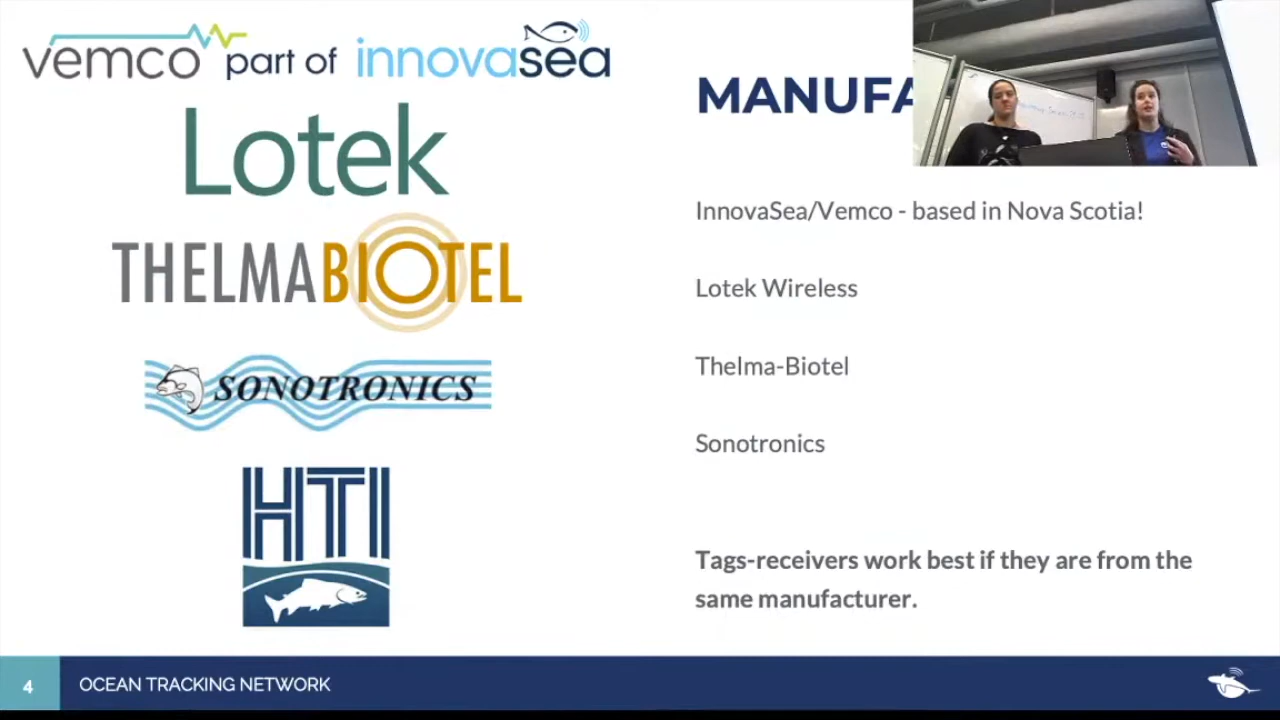 vemco part of innovasea
Lotek
THELMABIOTEL
SONOTRONICS
HTI
MANUFA
InnovaSea/Vemco - based in Nova Scotia!
Lotek Wireless
Thelma-Biotel
Sonotronics
Tags-receivers work best if they are from the
same manufacturer.
4
OCEAN TRACKING NETWORK